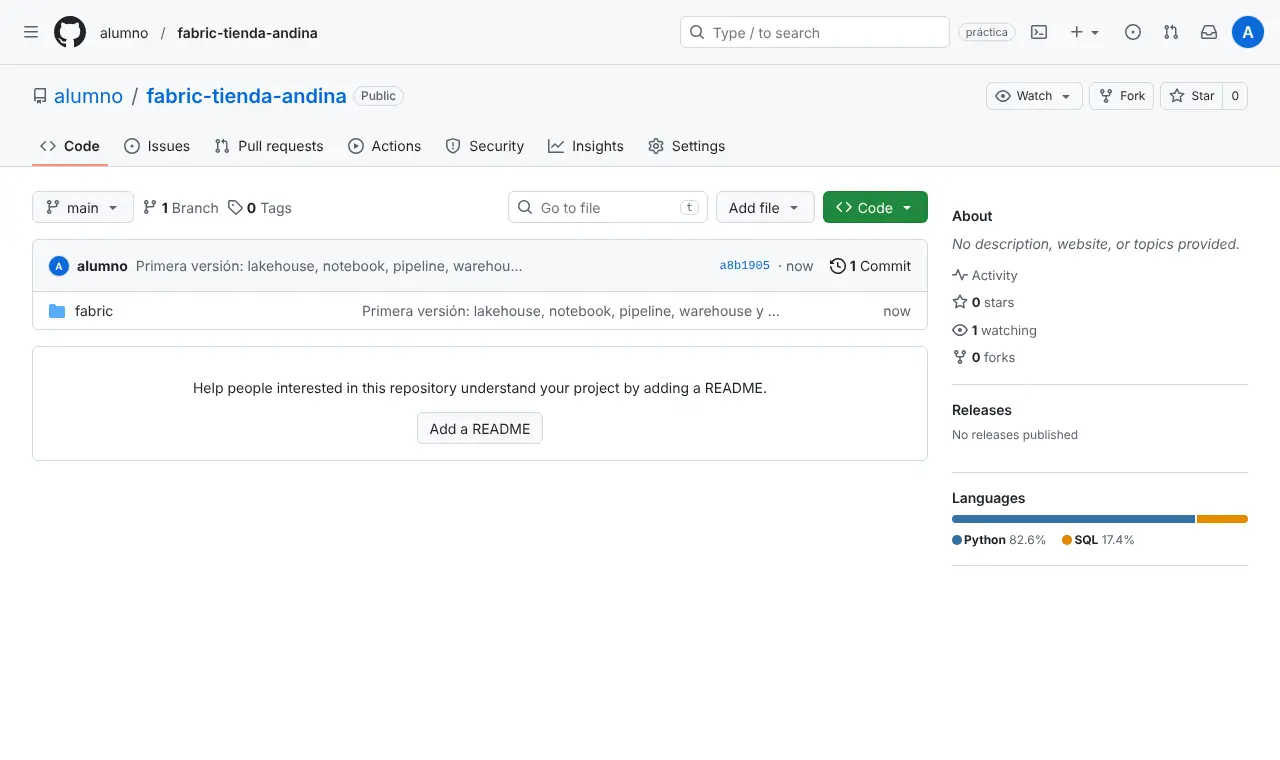 alumno / fabric-tienda-andina
Type / to search
práctica
A
alumno / fabric-tienda-andina Public
Watch
Fork
Star 0
Code
Issues
Pull requests
Actions
Security
Insights
Settings
main
1 Branch
0 Tags
Go to file t
Add file
Code
A alumno Primera versión: lakehouse, notebook, pipeline, warehou... a8b1905 · now 1 Commit
fabric Primera versión: lakehouse, notebook, pipeline, warehouse y ... now
Help people interested in this repository understand your project by adding a README.
Add a README
About
No description, website, or topics provided.
Activity
0 stars
1 watching
0 forks
Releases
No releases published
Languages
Python 82.6% SQL 17.4%